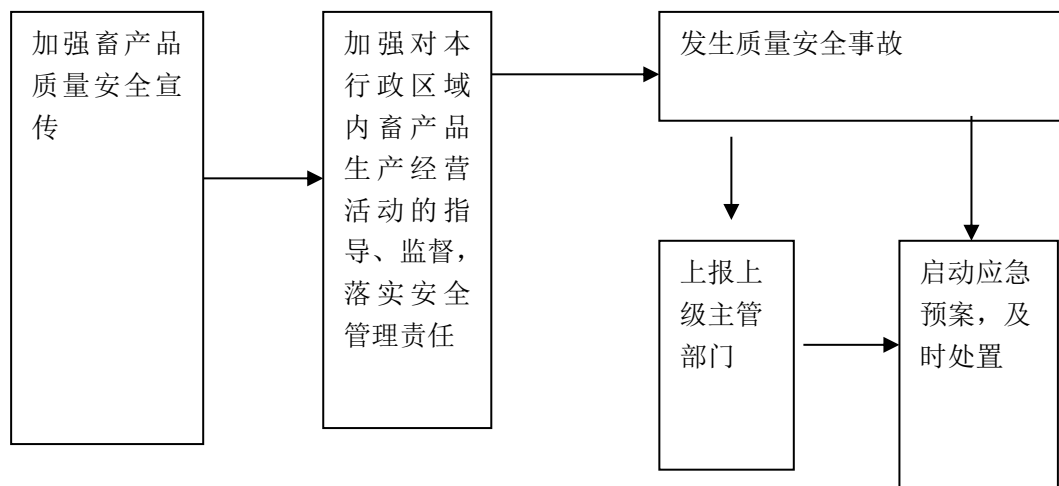 加强畜产品
质量安全宣
传
加强对本
行政区域
内畜产品
生产经营
活动的指
导、监督，
落实安全
管理责任
发生质量安全事故
上报上
级主管
部门
启动应急
预案，及
时处置